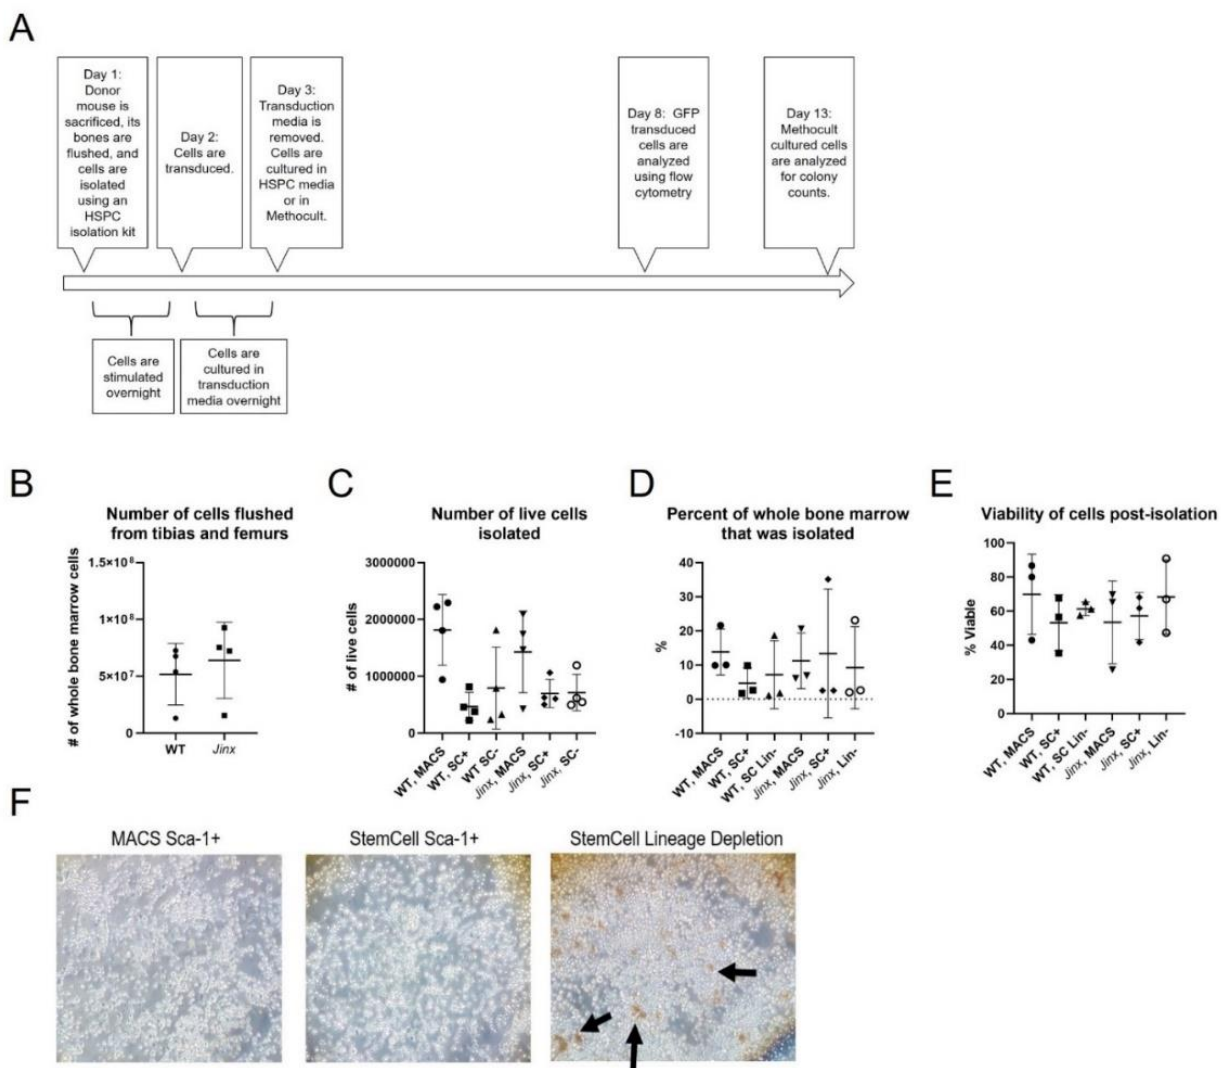 A
Day 1:
Donor
mouse is
sacrificed, its
bones are
flushed, and
cells are
isolated
using an
HSPC
isolation kit
Day 2:
Cells are
transduced.
Day 3:
Transduction
media is
removed.
Cells are
cultured in
HSPC media
or in
Methocult.
Day 8: GFP
transduced
cells are
analyzed
using flow
cytometry
Day 13:
Methocult
cultured cells
are analyzed
for colony
counts.
Cells are
stimulated
overnight
Cells are
cultured in
transduction
media overnight
B
Number of cells flushed
from tibias and femurs
# of whole bone marrow cells
1.5×10⁸
1×10⁸
5×10⁷
0
WT
Jinx
C
Number of live cells
isolated
# of live cells
3000000
2000000
1000000
0
WT, MACS
WT, SC+
WT SC-
Jinx, MACS
Jinx, SC+
Jinx, SC-
D
Percent of whole bone marrow
that was isolated
%
40
30
20
10
0
-10
WT, MACS
WT, SC+
WT, SC Lin-
Jinx, MACS
Jinx, SC+
Jinx, Lin-
E
Viability of cells post-isolation
% Viable
100
80
60
40
20
0
WT, MACS
WT, SC+
WT, SC Lin-
Jinx, MACS
Jinx, SC+
Jinx, Lin-
F
MACS Sca-1+
StemCell Sca-1+
StemCell Lineage Depletion